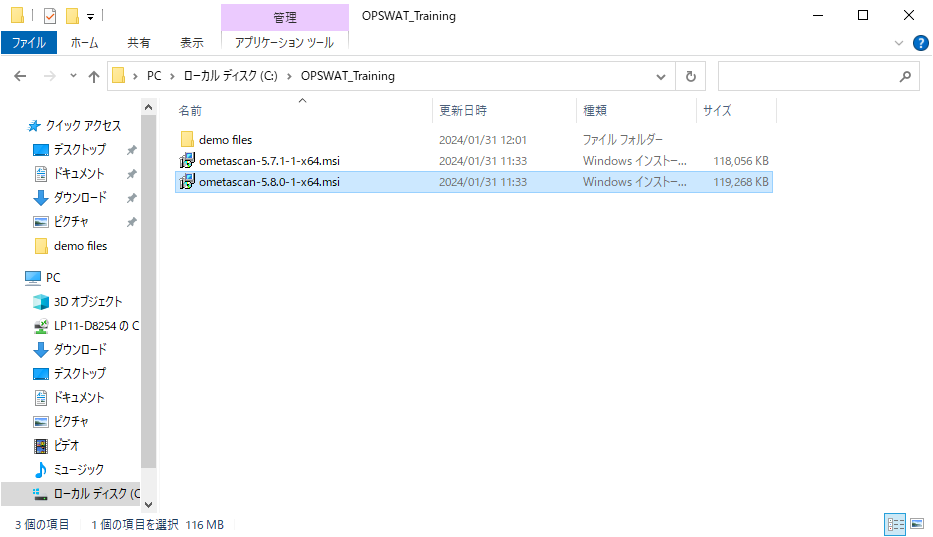 管理
OPSWAT_Training
ファイル ホーム 共有 表示 アプリケーション ツール
PC › ローカル ディスク (C:) › OPSWAT_Training
名前 更新日時 種類 サイズ
demo files 2024/01/31 12:01 ファイル フォルダー
ometascan-5.7.1-1-x64.msi 2024/01/31 11:33 Windows インストー... 118,056 KB
ometascan-5.8.0-1-x64.msi 2024/01/31 11:33 Windows インストー... 119,268 KB
クイック アクセス
デスクトップ
ドキュメント
ダウンロード
ピクチャ
demo files
PC
3D オブジェクト
LP11-D8254 の C
ダウンロード
デスクトップ
ドキュメント
ピクチャ
ビデオ
ミュージック
ローカル ディスク (C
3 個の項目 1 個の項目を選択 116 MB